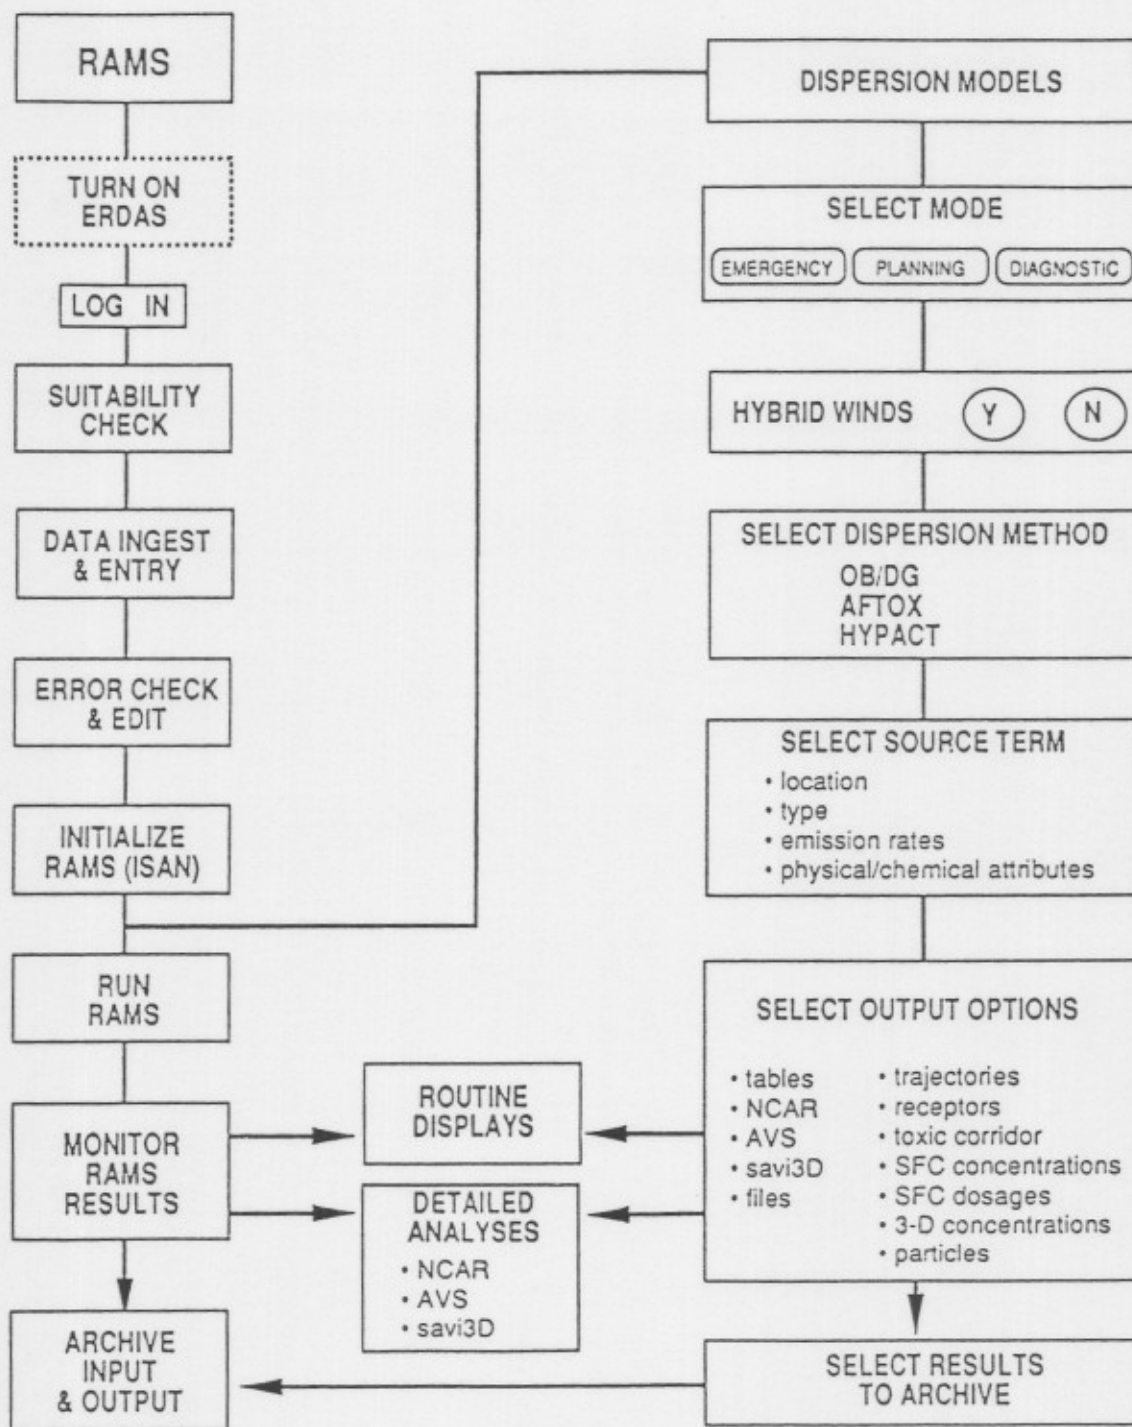 RAMS
TURN ON
ERDAS
LOG IN
SUITABILITY
CHECK
DATA INGEST
& ENTRY
ERROR CHECK
& EDIT
INITIALIZE
RAMS (ISAN)
RUN
RAMS
MONITOR
RAMS
RESULTS
ARCHIVE
INPUT
& OUTPUT
ROUTINE
DISPLAYS
DETAILED
ANALYSES
• NCAR
• AVS
• savi3D
DISPERSION MODELS
SELECT MODE
EMERGENCY PLANNING DIAGNOSTIC
HYBRID WINDS Y N
SELECT DISPERSION METHOD
OB/DG
AFTOX
HYPACT
SELECT SOURCE TERM
• location
• type
• emission rates
• physical/chemical attributes
SELECT OUTPUT OPTIONS
• tables
• NCAR
• AVS
• savi3D
• files
• trajectories
• receptors
• toxic corridor
• SFC concentrations
• SFC dosages
• 3-D concentrations
• particles
SELECT RESULTS
TO ARCHIVE